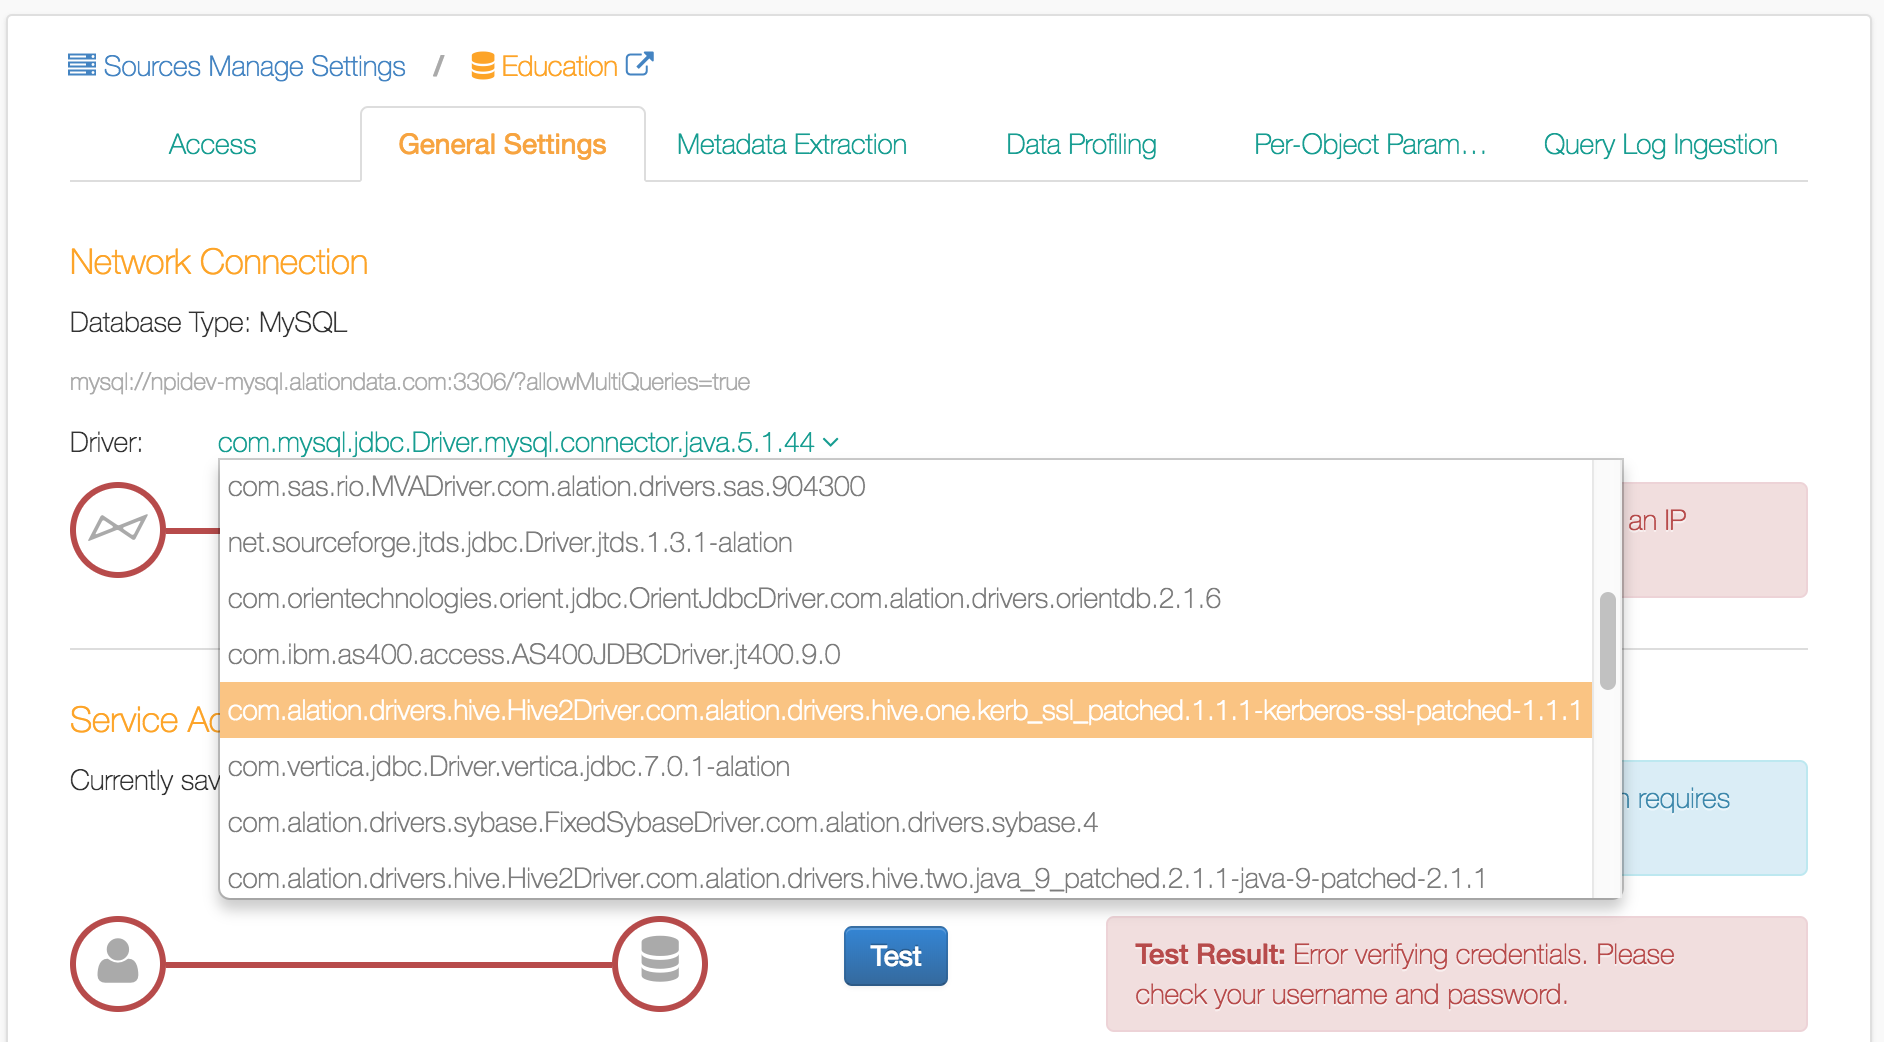 Sources Manage Settings / Education
Access General Settings Metadata Extraction Data Profiling Per-Object Param... Query Log Ingestion
Network Connection
Database Type: MySQL
mysql://npidev-mysql.alationdata.com:3306/?allowMultiQueries=true
Driver: com.mysql.jdbc.Driver.mysql.connector.java.5.1.44
com.sas.rio.MVADriver.com.alation.drivers.sas.904300
an IP
net.sourceforge.jtds.jdbc.Driver.jtds.1.3.1-alation
com.orientechnologies.orient.jdbc.OrientJdbcDriver.com.alation.drivers.orientdb.2.1.6
com.ibm.as400.access.AS400JDBCDriver.jt400.9.0
Service Ac
com.alation.drivers.hive.Hive2Driver.com.alation.drivers.hive.one.kerb_ssl_patched.1.1.1-kerberos-ssl-patched-1.1.1
Currently sav
com.vertica.jdbc.Driver.vertica.jdbc.7.0.1-alation
requires
com.alation.drivers.sybase.FixedSybaseDriver.com.alation.drivers.sybase.4
com.alation.drivers.hive.Hive2Driver.com.alation.drivers.hive.two.java_9_patched.2.1.1-java-9-patched-2.1.1
Test
Test Result: Error verifying credentials. Please
check your username and password.